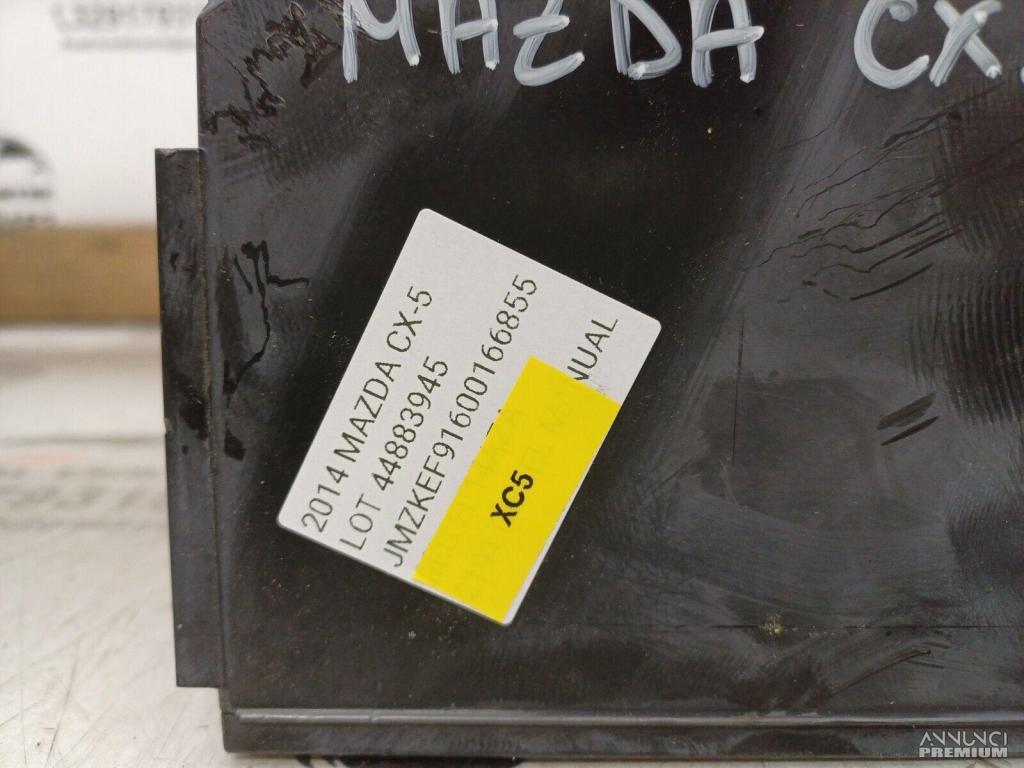 MAZDA CX
2014 MAZDA CX-5
LOT 44883945
JMZKEF91600166855
XC5
ANNUNCI
PREMIUM